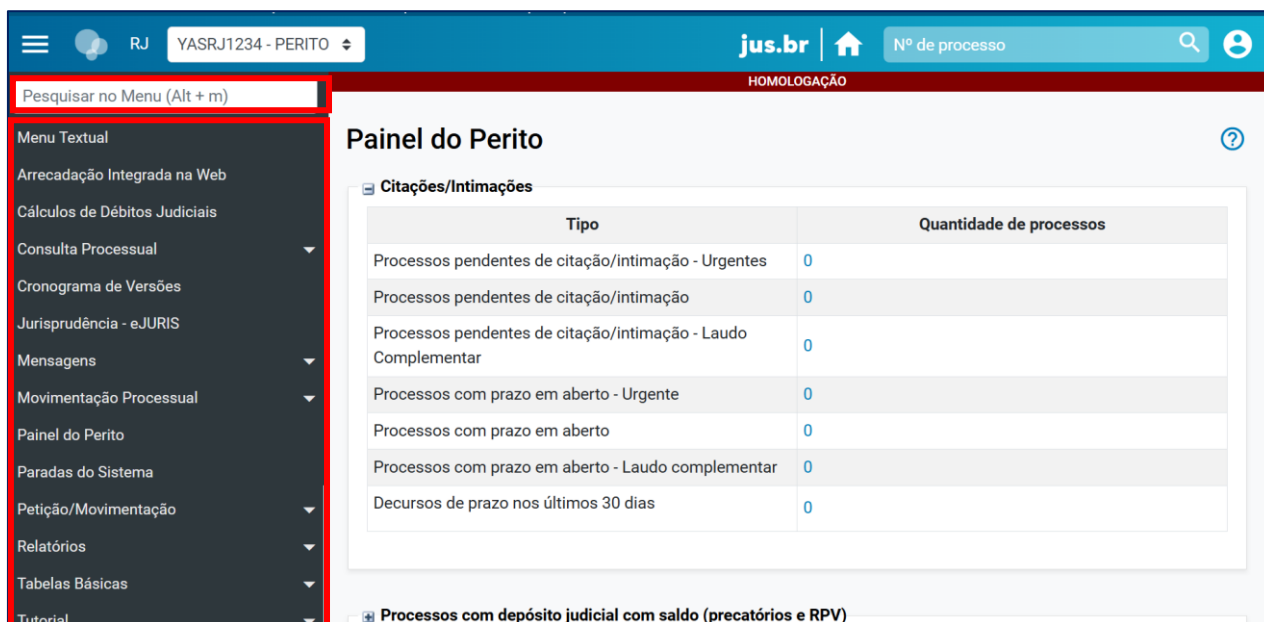 RJ
YASRJ1234 - PERITO
jus.br
Nº de processo
HOMOLOGAÇÃO
Pesquisar no Menu (Alt + m)
Menu Textual
Arrecadação Integrada na Web
Cálculos de Débitos Judiciais
Consulta Processual
Cronograma de Versões
Jurisprudência - eJURIS
Mensagens
Movimentação Processual
Painel do Perito
Paradas do Sistema
Petição/Movimentação
Relatórios
Tabelas Básicas
Tutorial
Painel do Perito
Citações/Intimações
Tipo Quantidade de processos
Processos pendentes de citação/intimação - Urgentes 0
Processos pendentes de citação/intimação 0
Processos pendentes de citação/intimação - Laudo
Complementar 0
Processos com prazo em aberto - Urgente 0
Processos com prazo em aberto 0
Processos com prazo em aberto - Laudo complementar 0
Decursos de prazo nos últimos 30 dias 0
Processos com depósito judicial com saldo (precatórios e RPV)